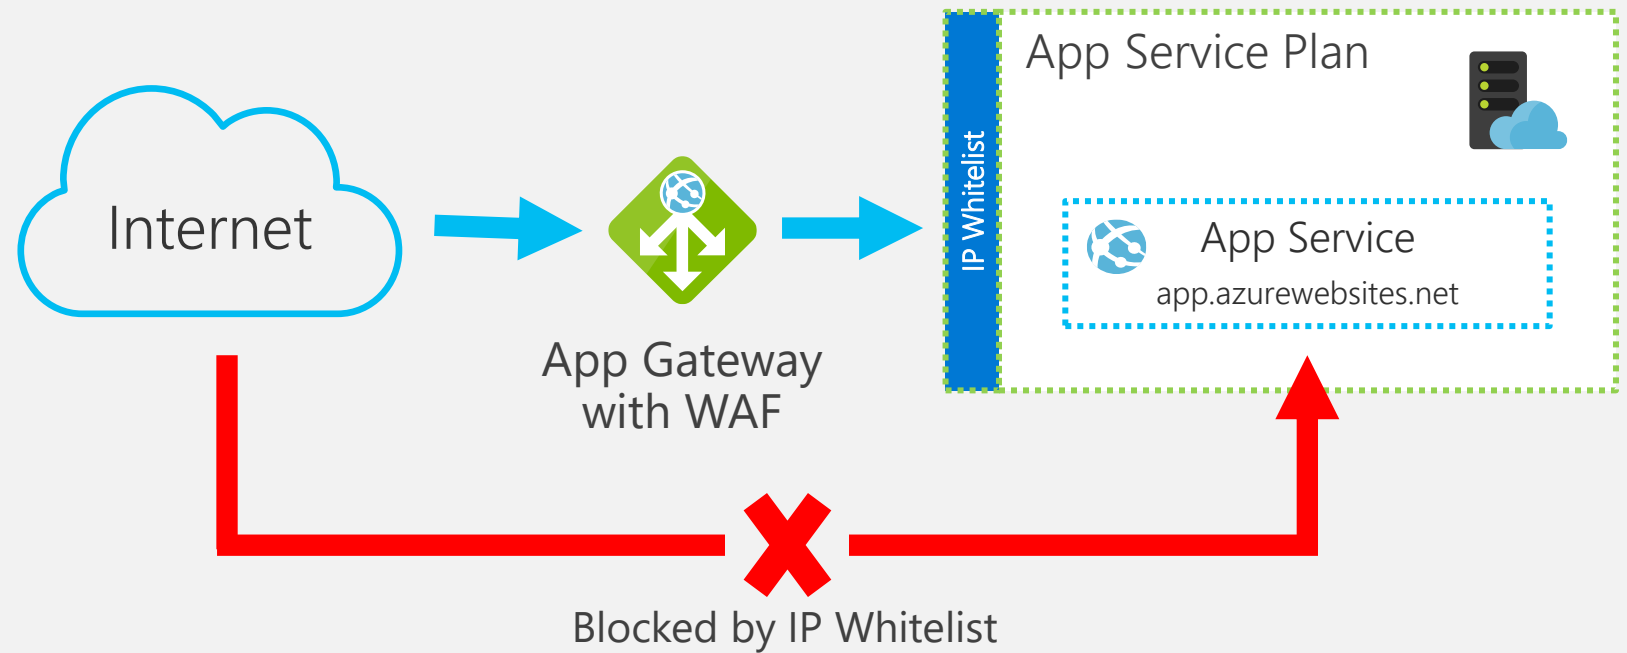 App Service Plan
IP Whitelist
Internet
App Service
app.azurewebsites.net
App Gateway
with WAF
Blocked by IP Whitelist